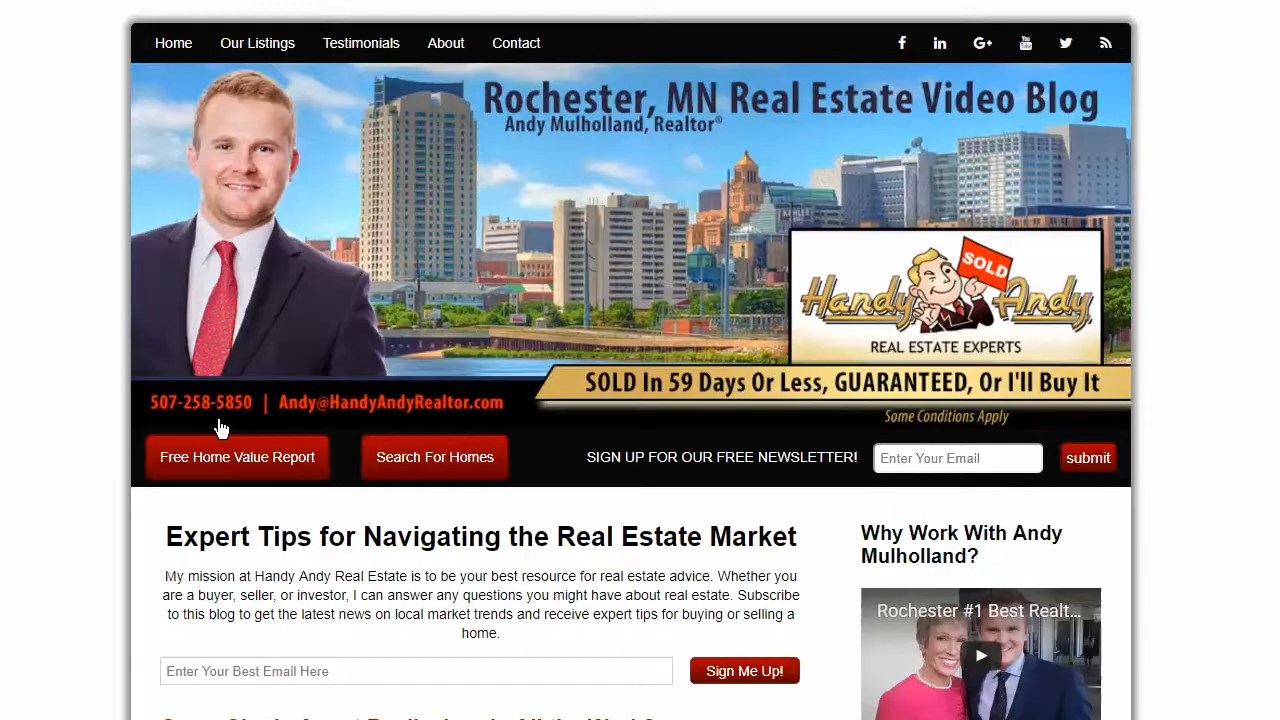 Home Our Listings Testimonials About Contact
Rochester, MN Real Estate Video Blog
Andy Mulholland, Realtor®
SOLD
Handy Andy
REAL ESTATE EXPERTS
SOLD In 59 Days Or Less, GUARANTEED, Or I'll Buy It
507-258-5850 | Andy@HandyAndyRealtor.com
Some Conditions Apply
Free Home Value Report Search For Homes SIGN UP FOR OUR FREE NEWSLETTER! Enter Your Email submit
Expert Tips for Navigating the Real Estate Market
My mission at Handy Andy Real Estate is to be your best resource for real estate advice. Whether you
are a buyer, seller, or investor, I can answer any questions you might have about real estate. Subscribe
to this blog to get the latest news on local market trends and receive expert tips for buying or selling a
home.
Enter Your Best Email Here Sign Me Up!
Why Work With Andy
Mulholland?
Rochester #1 Best Realt...